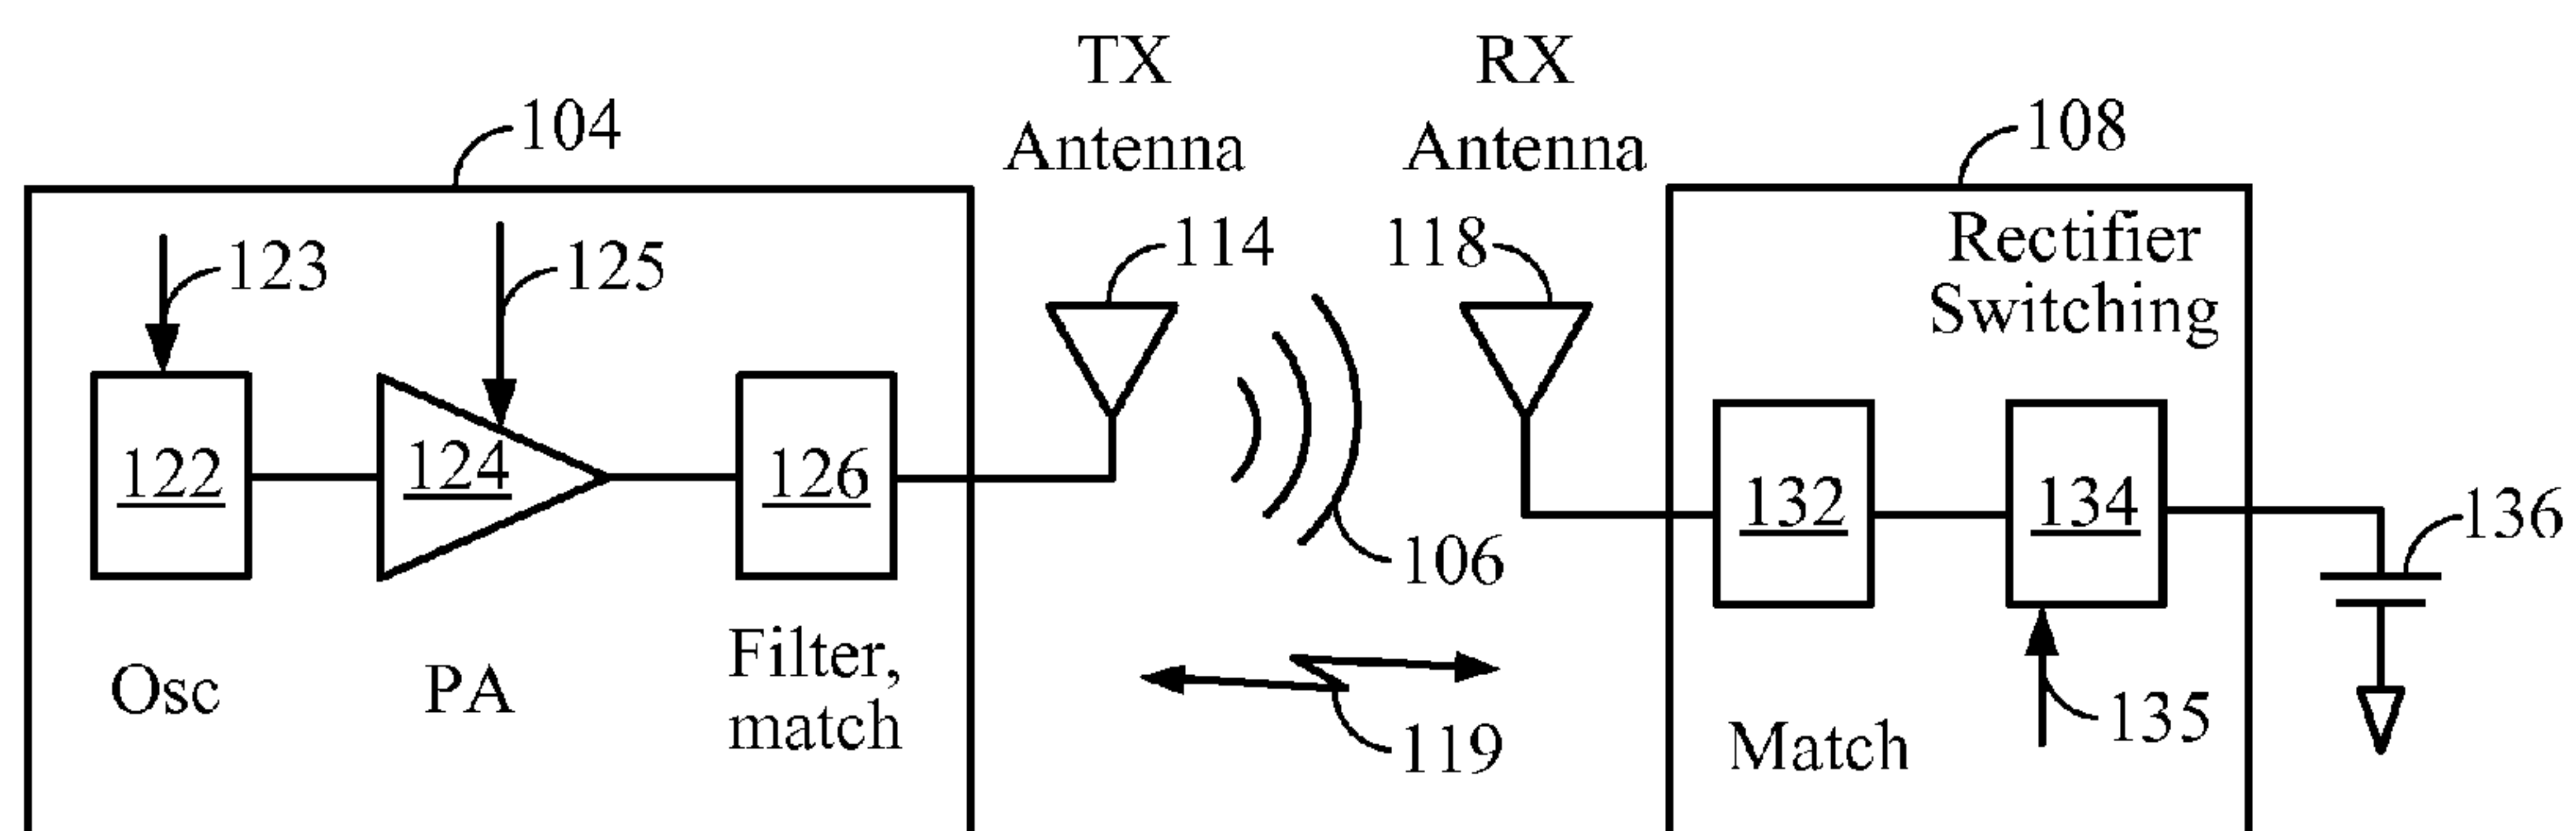 TX
Antenna
RX
Antenna
104
108
123
125
114
118
Rectifier
Switching
122
124
126
106
132
134
136
Osc
PA
Filter,
match
119
Match
135